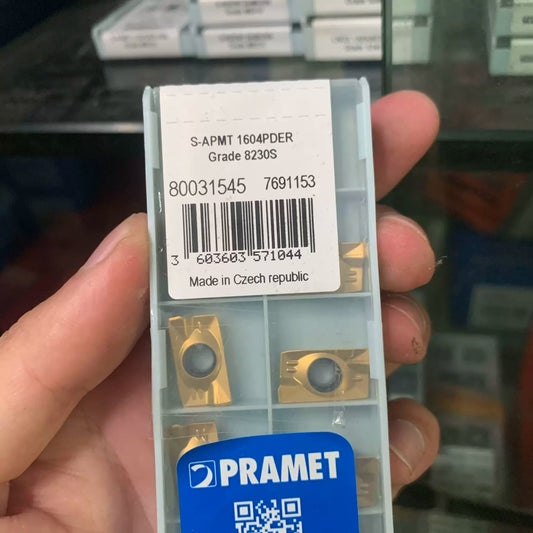 S-APMT 1604PDER
Grade 8230S
80031545 7691153
3 603603 571044
Made in Czech republic
PRAMET